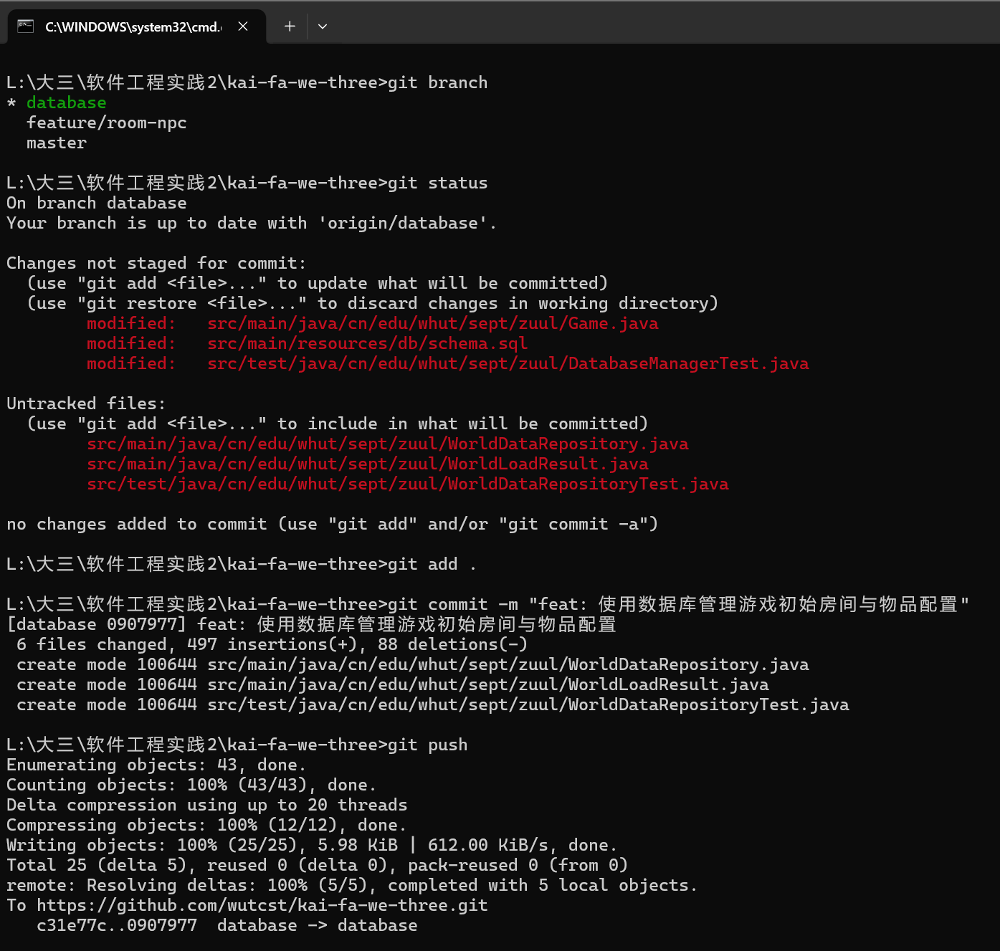 C:\WINDOWS\system32\cmd.
L:\大三\软件工程实践2\kai-fa-we-three>git branch
* database
  feature/room-npc
  master
L:\大三\软件工程实践2\kai-fa-we-three>git status
On branch database
Your branch is up to date with 'origin/database'.
Changes not staged for commit:
  (use "git add <file>..." to update what will be committed)
  (use "git restore <file>..." to discard changes in working directory)
        modified:   src/main/java/cn/edu/whut/sept/zuul/Game.java
        modified:   src/main/resources/db/schema.sql
        modified:   src/test/java/cn/edu/whut/sept/zuul/DatabaseManagerTest.java
Untracked files:
  (use "git add <file>..." to include in what will be committed)
        src/main/java/cn/edu/whut/sept/zuul/WorldDataRepository.java
        src/main/java/cn/edu/whut/sept/zuul/WorldLoadResult.java
        src/test/java/cn/edu/whut/sept/zuul/WorldDataRepositoryTest.java
no changes added to commit (use "git add" and/or "git commit -a")
L:\大三\软件工程实践2\kai-fa-we-three>git add .
L:\大三\软件工程实践2\kai-fa-we-three>git commit -m "feat: 使用数据库管理游戏初始房间与物品配置"
[database 0907977] feat: 使用数据库管理游戏初始房间与物品配置
 6 files changed, 497 insertions(+), 88 deletions(-)
 create mode 100644 src/main/java/cn/edu/whut/sept/zuul/WorldDataRepository.java
 create mode 100644 src/main/java/cn/edu/whut/sept/zuul/WorldLoadResult.java
 create mode 100644 src/test/java/cn/edu/whut/sept/zuul/WorldDataRepositoryTest.java
L:\大三\软件工程实践2\kai-fa-we-three>git push
Enumerating objects: 43, done.
Counting objects: 100% (43/43), done.
Delta compression using up to 20 threads
Compressing objects: 100% (12/12), done.
Writing objects: 100% (25/25), 5.98 KiB | 612.00 KiB/s, done.
Total 25 (delta 5), reused 0 (delta 0), pack-reused 0 (from 0)
remote: Resolving deltas: 100% (5/5), completed with 5 local objects.
To https://github.com/wutcst/kai-fa-we-three.git
   c31e77c..0907977  database -> database